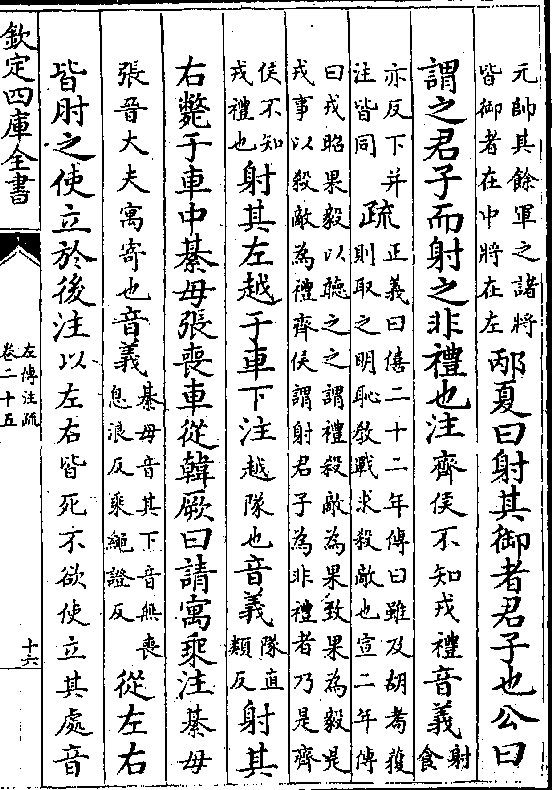 元帥其餘軍之諸將
皆御者在中將在左
邴夏曰射其御者君子也公曰
謂之君子而射之非禮也注齊侯不知戎禮音義射
食
亦反下并
注皆同
疏
正義曰僖二十二年傳曰雖及胡耇獲
則取之明恥教戰求殺敵也宣二年傳
曰戎昭果毅以聽之之謂禮殺敵為果致果為毅是
戎事以殺敵為禮齊侯謂射君子為非禮者乃是齊
侯不知
戎禮也
射其左越于車下注越隊也音義
隊直
類反
射其
右斃于車中綦毋張喪車從韓厥曰請寓乘注綦毋
張晉大夫寓寄也音義
綦毋音其下音無喪
息浪反乘繩證反
從左右
皆肘之使立於後注以左右皆死不欲使立其處音
欽定四庫全書
左傳注疏
卷二十五
十六